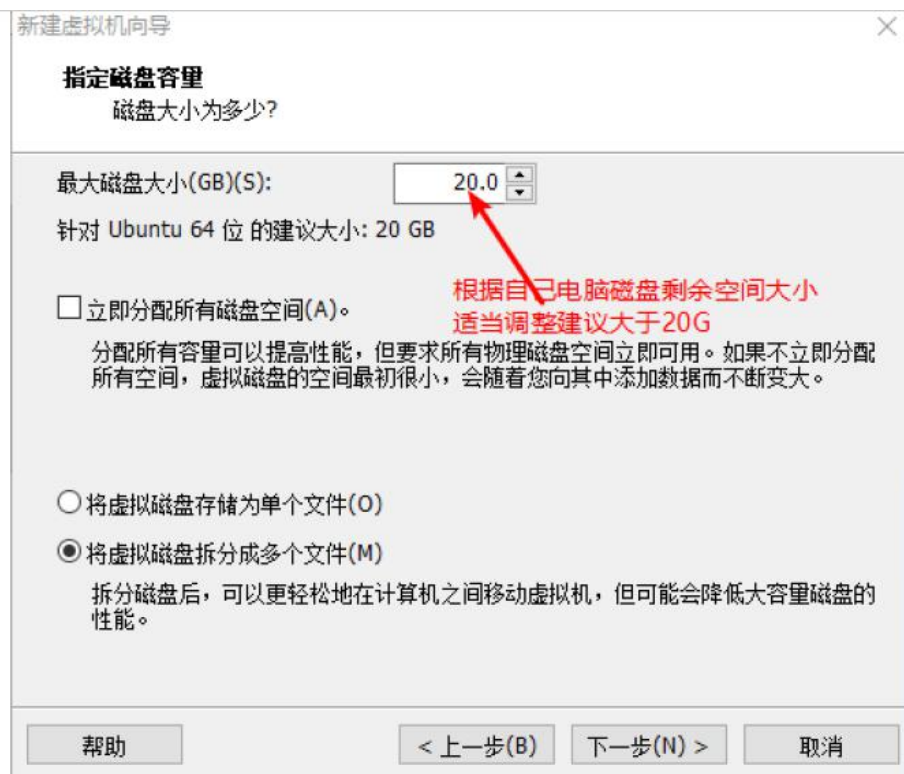 新建虚拟机向导
指定磁盘容量
磁盘大小为多少?
最大磁盘大小(GB)(S):
20.0
针对 Ubuntu 64 位 的建议大小: 20 GB
根据自己电脑磁盘剩余空间大小
适当调整建议大于20G
立即分配所有磁盘空间(A)。
分配所有容量可以提高性能，但要求所有物理磁盘空间立即可用。如果不立即分配
所有空间，虚拟磁盘的空间最初很小，会随着您向其中添加数据而不断变大。
将虚拟磁盘存储为单个文件(O)
将虚拟磁盘拆分成多个文件(M)
拆分磁盘后，可以更轻松地在计算机之间移动虚拟机，但可能会降低大容量磁盘的
性能。
帮助
< 上一步(B)
下一步(N) >
取消